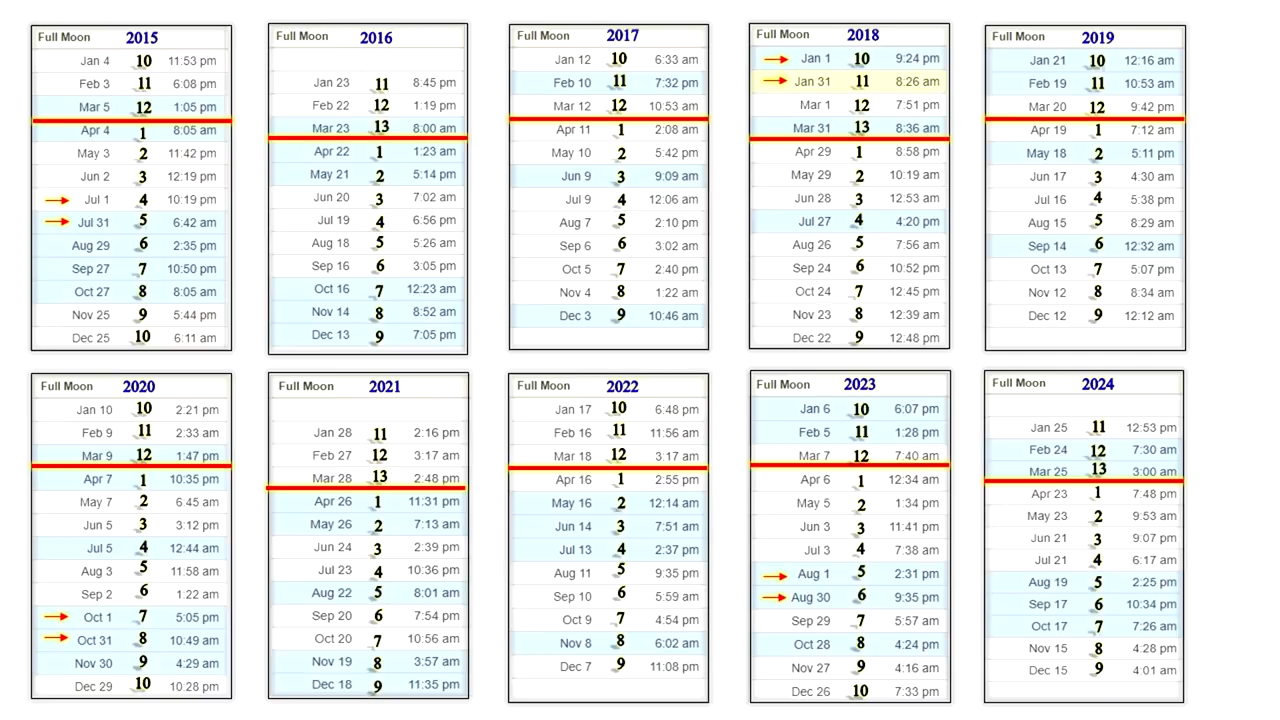 Full Moon 2015
Jan 4 10 11:53 pm
Feb 3 11 6:08 pm
Mar 5 12 1:05 pm
Apr 4 1 8:05 am
May 3 2 11:42 pm
Jun 2 3 12:19 pm
Jul 1 4 10:19 pm
Jul 31 5 6:42 am
Aug 29 6 2:35 pm
Sep 27 7 10:50 pm
Oct 27 8 8:05 am
Nov 25 9 5:44 pm
Dec 25 10 6:11 am
Full Moon 2016
Jan 23 11 8:45 pm
Feb 22 12 1:19 pm
Mar 23 13 8:00 am
Apr 22 1 1:23 am
May 21 2 5:14 pm
Jun 20 3 7:02 am
Jul 19 4 6:56 pm
Aug 18 5 5:26 am
Sep 16 6 3:05 pm
Oct 16 7 12:23 am
Nov 14 8 8:52 am
Dec 13 9 7:05 pm
Full Moon 2017
Jan 12 10 6:33 am
Feb 10 11 7:32 pm
Mar 12 12 10:53 am
Apr 11 1 2:08 am
May 10 2 5:42 pm
Jun 9 3 9:09 am
Jul 9 4 12:06 am
Aug 7 5 2:10 pm
Sep 6 6 3:02 am
Oct 5 7 2:40 pm
Nov 4 8 1:22 am
Dec 3 9 10:46 am
Full Moon 2018
Jan 1 10 9:24 pm
Jan 31 11 8:26 am
Mar 1 12 7:51 pm
Mar 31 13 8:36 am
Apr 29 1 8:58 pm
May 29 2 10:19 am
Jun 28 3 12:53 am
Jul 27 4 4:20 pm
Aug 26 5 7:56 am
Sep 24 6 10:52 pm
Oct 24 7 12:45 pm
Nov 23 8 12:39 am
Dec 22 9 12:48 pm
Full Moon 2019
Jan 21 10 12:16 am
Feb 19 11 10:53 am
Mar 20 12 9:42 pm
Apr 19 1 7:12 am
May 18 2 5:11 pm
Jun 17 3 4:30 am
Jul 16 4 5:38 pm
Aug 15 5 8:29 am
Sep 14 6 12:32 am
Oct 13 7 5:07 pm
Nov 12 8 8:34 am
Dec 12 9 12:12 am
Full Moon 2020
Jan 10 10 2:21 pm
Feb 9 11 2:33 am
Mar 9 12 1:47 pm
Apr 7 1 10:35 pm
May 7 2 6:45 am
Jun 5 3 3:12 pm
Jul 5 4 12:44 am
Aug 3 5 11:58 am
Sep 2 6 1:22 am
Oct 1 7 5:05 pm
Oct 31 8 10:49 am
Nov 30 9 4:29 am
Dec 29 10 10:28 pm
Full Moon 2021
Jan 28 11 2:16 pm
Feb 27 12 3:17 am
Mar 28 13 2:48 pm
Apr 26 1 11:31 pm
May 26 2 7:13 am
Jun 24 3 2:39 pm
Jul 23 4 10:36 pm
Aug 22 5 8:01 am
Sep 20 6 7:54 pm
Oct 20 7 10:56 am
Nov 19 8 3:57 am
Dec 18 9 11:35 pm
Full Moon 2022
Jan 17 10 6:48 pm
Feb 16 11 11:56 am
Mar 18 12 3:17 am
Apr 16 1 2:55 pm
May 16 2 12:14 am
Jun 14 3 7:51 am
Jul 13 4 2:37 pm
Aug 11 5 9:35 pm
Sep 10 6 5:59 am
Oct 9 7 4:54 pm
Nov 8 8 6:02 am
Dec 7 9 11:08 pm
Full Moon 2023
Jan 6 10 6:07 pm
Feb 5 11 1:28 pm
Mar 7 12 7:40 am
Apr 6 1 12:34 am
May 5 2 1:34 pm
Jun 3 3 11:41 pm
Jul 3 4 7:38 am
Aug 1 5 2:31 pm
Aug 30 6 9:35 pm
Sep 29 7 5:57 am
Oct 28 8 4:24 pm
Nov 27 9 4:16 am
Dec 26 10 7:33 pm
Full Moon 2024
Jan 25 11 12:53 pm
Feb 24 12 7:30 am
Mar 25 13 3:00 am
Apr 23 1 7:48 pm
May 23 2 9:53 am
Jun 21 3 9:07 pm
Jul 21 4 6:17 am
Aug 19 5 2:25 pm
Sep 17 6 10:34 pm
Oct 17 7 7:26 am
Nov 15 8 4:28 pm
Dec 15 9 4:01 am